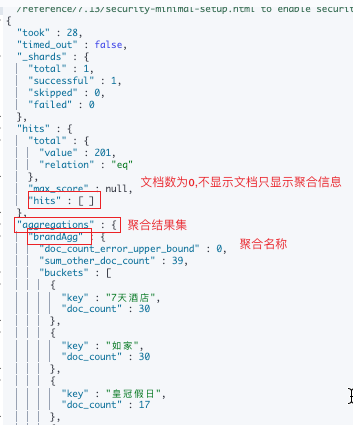 /reference/7.13/security-minimal-setup.html to enable securit
{
"took" : 28,
"timed_out" : false,
"_shards" : {
"total" : 1,
"successful" : 1,
"skipped" : 0,
"failed" : 0
},
"hits" : {
"total" : {
"value" : 201,
"relation" : "eq"
},
文档数为0,不显示文档只显示聚合信息
"max_score" : null,
"hits" : [ ]
},
"aggregations" : { 聚合结果集
"brandAgg" : { 聚合名称
"doc_count_error_upper_bound" : 0,
"sum_other_doc_count" : 39,
"buckets" : [
{
"key" : "7天酒店",
"doc_count" : 30
},
{
"key" : "如家",
"doc_count" : 30
},
{
"key" : "皇冠假日",
"doc_count" : 17
},